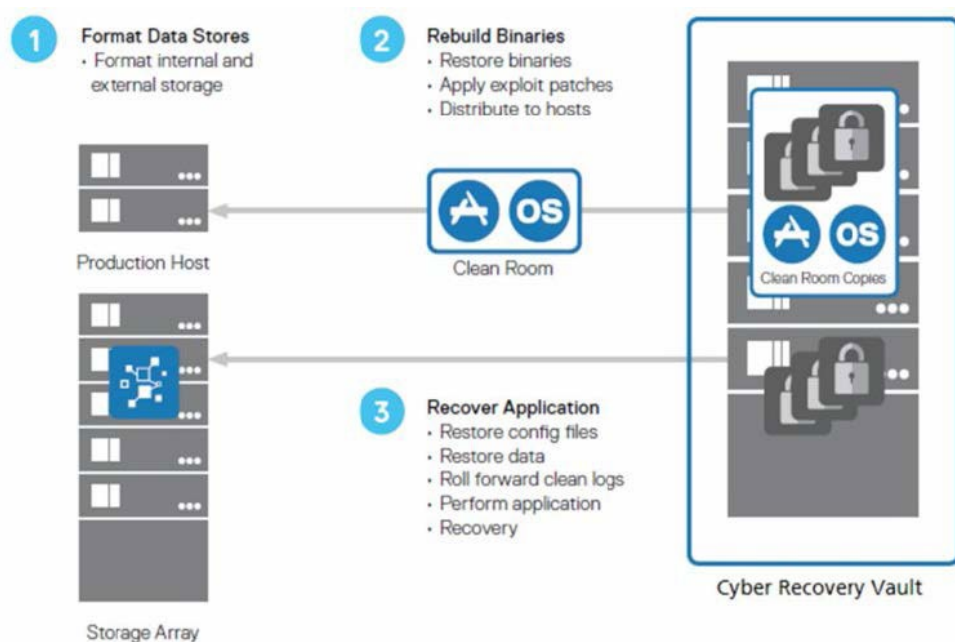 1
Format Data Stores
• Format internal and
external storage
2
Rebuild Binaries
• Restore binaries
• Apply exploit patches
• Distribute to hosts
Production Host
OS
Clean Room
OS
Clean Room Copies
3
Recover Application
• Restore config files
• Restore data
• Roll forward clean logs
• Perform application
• Recovery
Storage Array
Cyber Recovery Vault